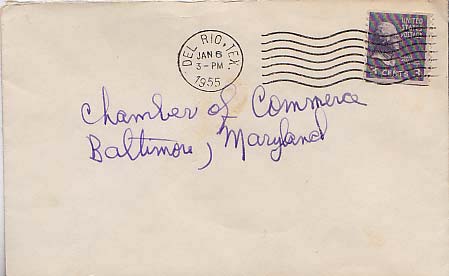 DEL RIO, TEX.
JAN 6
3-PM
1955
UNITED
STATES
POSTAGE
3 CENTS 3
Chamber of Commerce
Baltimore, Maryland